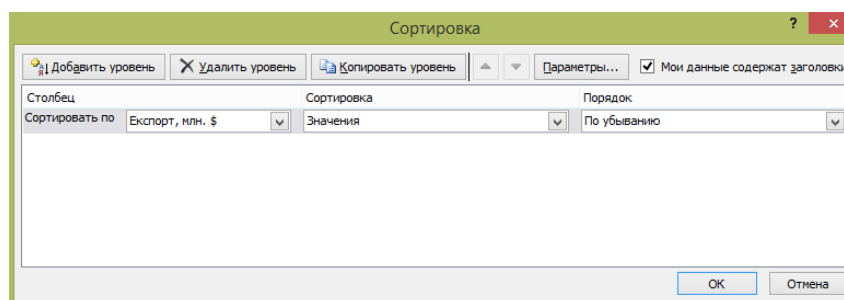 Сортировка
?
Добавить уровень Удалить уровень Копировать уровень Параметры... Мои данные содержат заголовки
Столбец Сортировка Порядок
Сортировать по Експорт, млн. $ Значения По убыванию
ОК Отмена